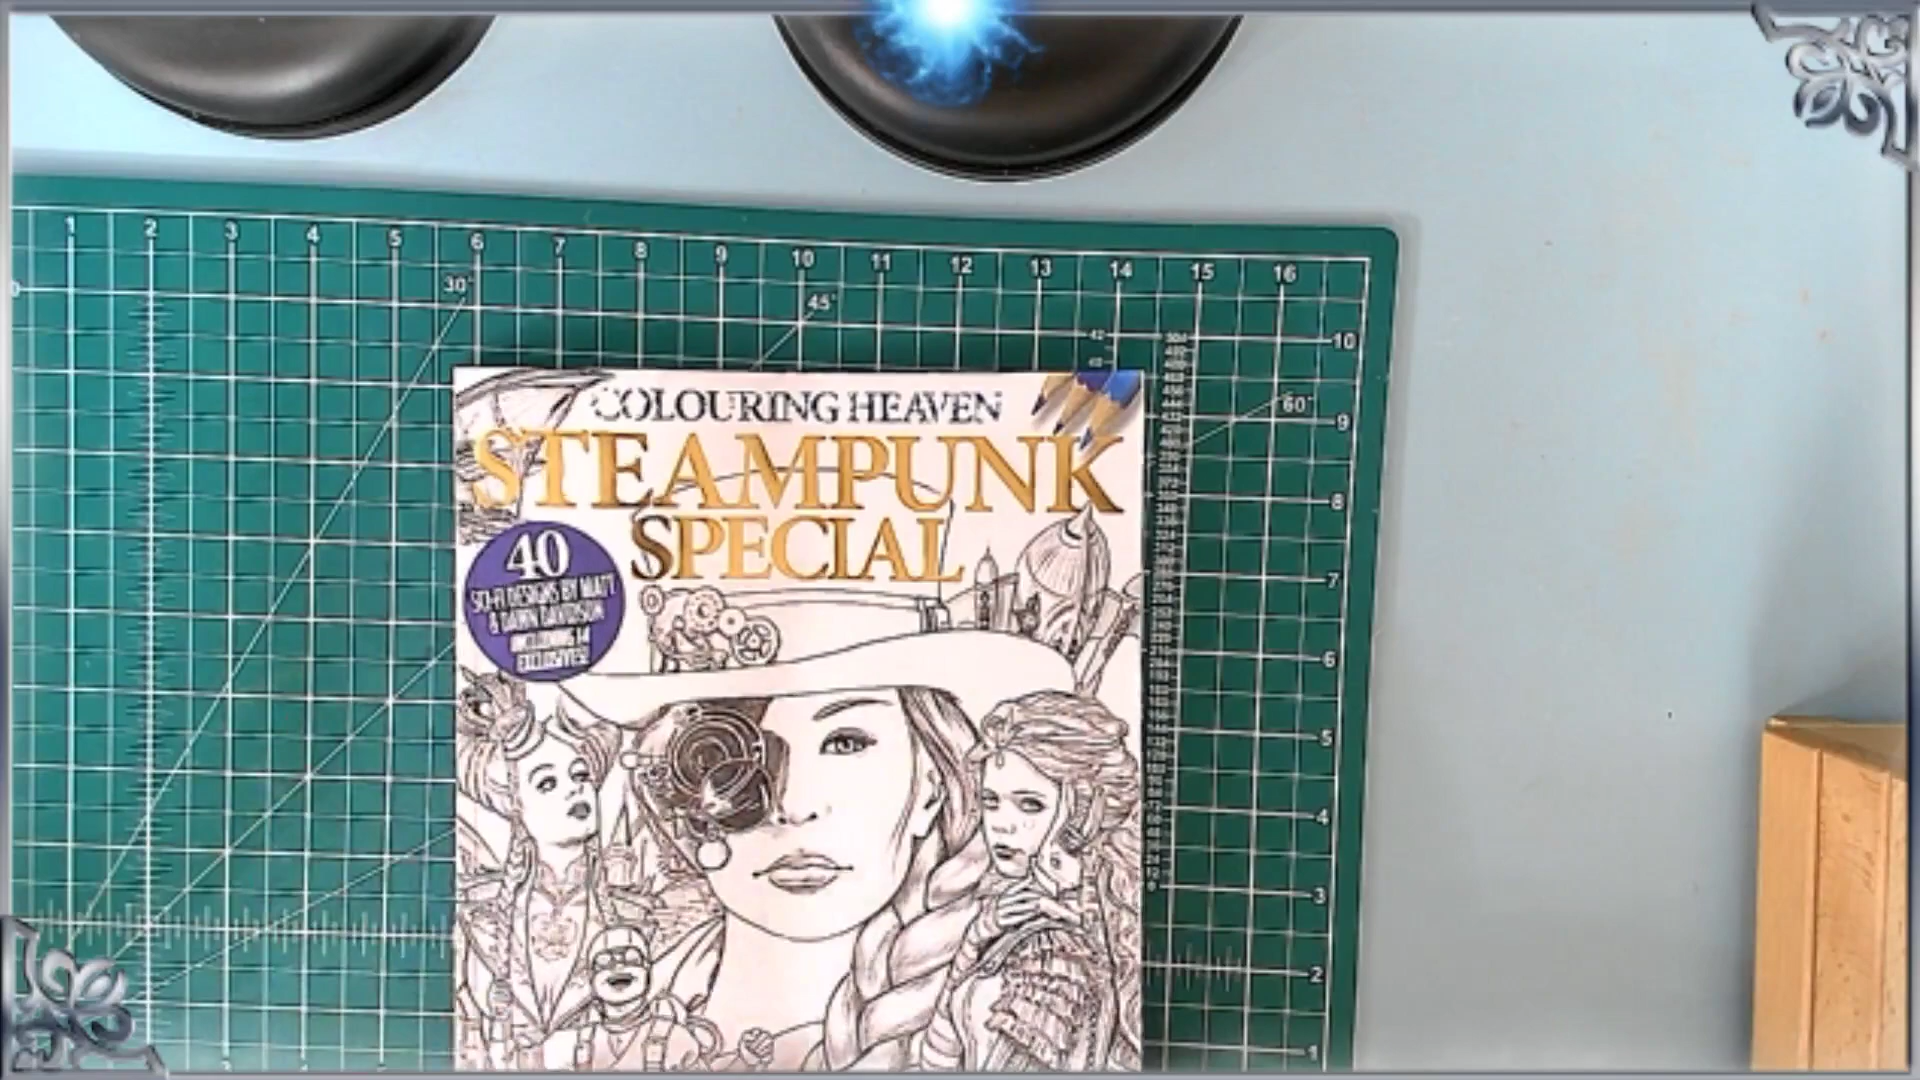 1 2 3 4 5 6 7 8 9 10 11 12 13 14 15 16
30°
45°
60°
10
9
8
7
6
5
4
3
2
1
COLOURING HEAVEN
STEAMPUNK
SPECIAL
40
SCI-FI DESIGNS BY MATTY
& DAWN DAVIDSON
INCLUDING 14